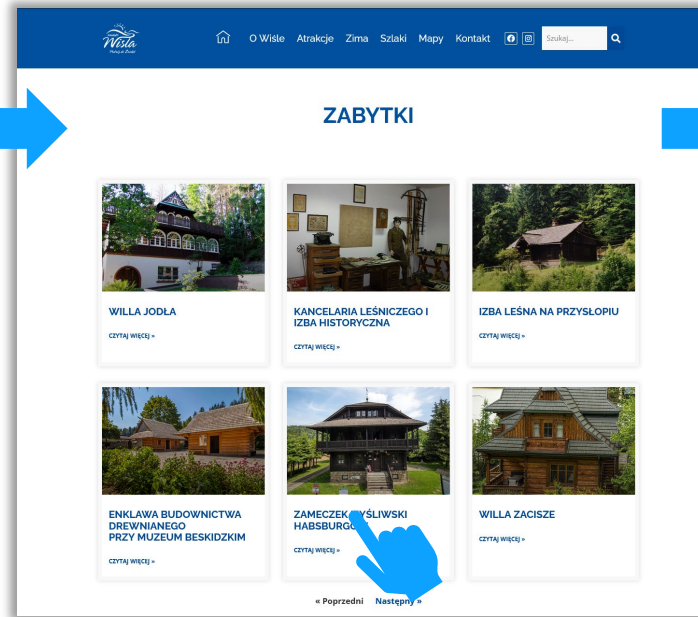 Wisła
O Wiśle Atrakcje Zima Szlaki Mapy Kontakt Szukaj...
ZABYTKI
WILLA JODŁA
CZYTAJ WIĘCEJ »
KANCELARIA LEŚNICZEGO I
IZBA HISTORYCZNA
CZYTAJ WIĘCEJ »
IZBA LEŚNA NA PRZYSŁOPIU
CZYTAJ WIĘCEJ »
ENKLAWA BUDOWNICTWA
DREWNIANEGO
PRZY MUZEUM BESKIDZKIM
CZYTAJ WIĘCEJ »
ZAMECZEK MYŚLIWSKI
HABSBURGÓW
CZYTAJ WIĘCEJ »
WILLA ZACISZE
CZYTAJ WIĘCEJ »
« Poprzedni Następny »